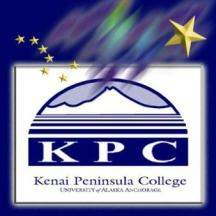 KPC
Kenai Peninsula College
UNIVERSITY of ALASKA ANCHORAGE